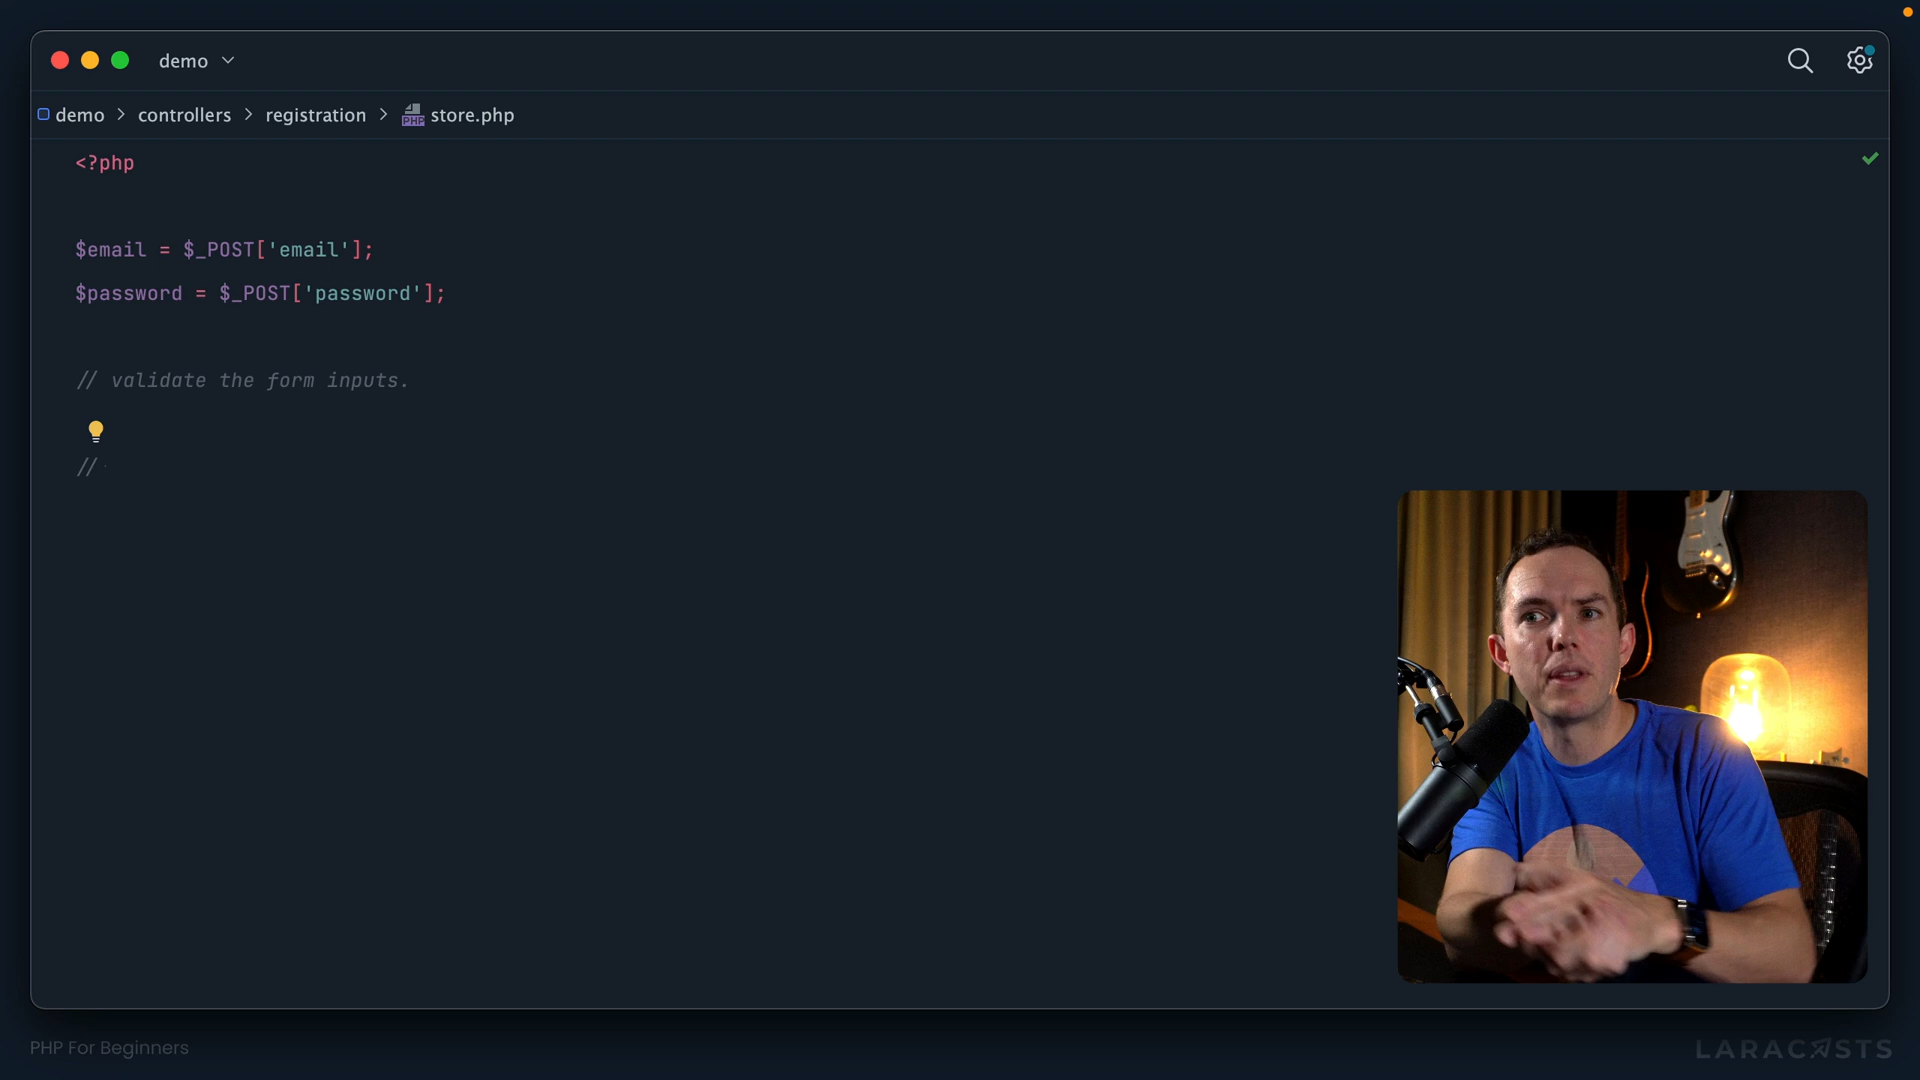 demo
demo > controllers > registration > PHP store.php
<?php
$email = $_POST['email'];
$password = $_POST['password'];
// validate the form inputs.
//
PHP For Beginners
LARACASTS